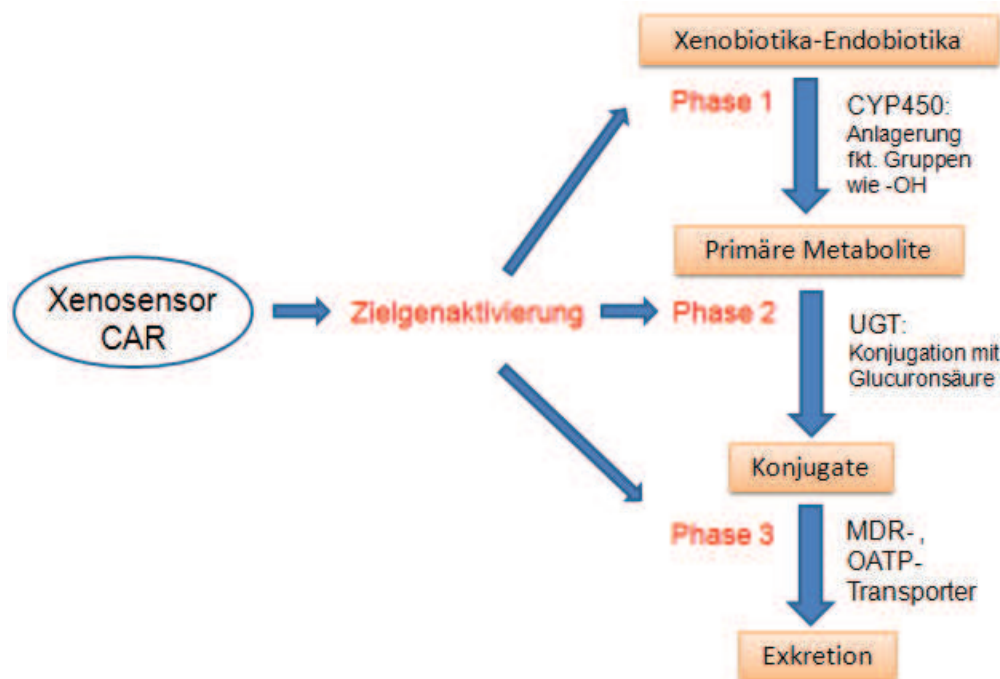 Xenobiotika-Endobiotika
Phase 1
CYP450:
Anlagerung
fkt. Gruppen
wie -OH
Primäre Metabolite
Xenosensor
CAR
Zielgenaktivierung
Phase 2
UGT:
Konjugation mit
Glucuronsäure
Konjugate
Phase 3
MDR- ,
OATP-
Transporter
Exkretion